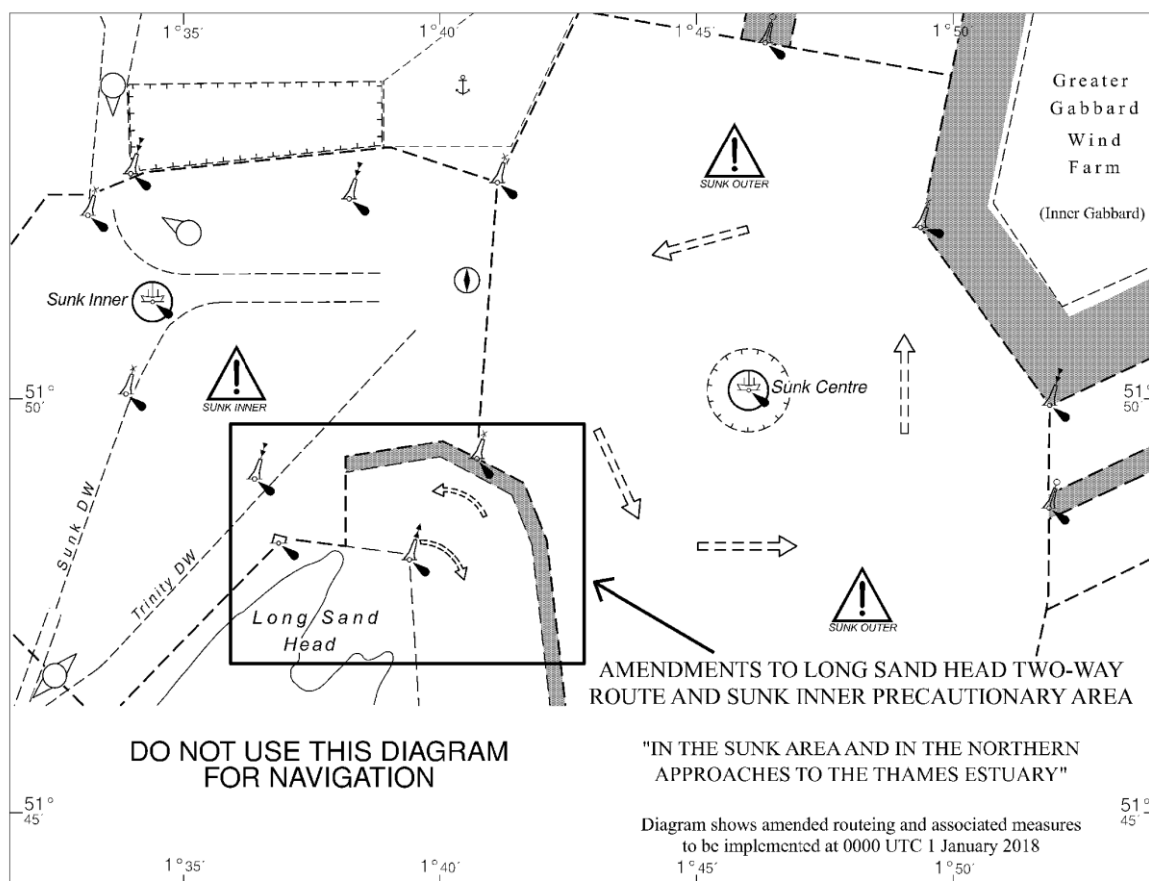 1° 35′
1° 40′
1° 45′
1° 50′
Greater
Gabbard
Wind
Farm
(Inner Gabbard)
SUNK OUTER
Sunk Inner
SUNK INNER
Sunk Centre
51° 50′
51° 50′
Sunk DW
Trinity DW
Long Sand
Head
SUNK OUTER
AMENDMENTS TO LONG SAND HEAD TWO-WAY
ROUTE AND SUNK INNER PRECAUTIONARY AREA
DO NOT USE THIS DIAGRAM
FOR NAVIGATION
"IN THE SUNK AREA AND IN THE NORTHERN
APPROACHES TO THE THAMES ESTUARY"
51° 45′
51° 45′
Diagram shows amended routeing and associated measures
to be implemented at 0000 UTC 1 January 2018
1° 35′
1° 40′
1° 45′
1° 50′